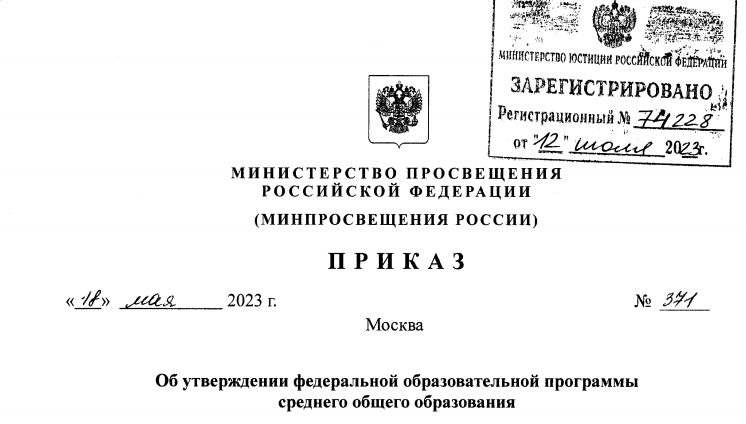 МИНИСТЕРСТВО ЮСТИЦИИ РОССИЙСКОЙ ФЕДЕРАЦИИ
ЗАРЕГИСТРИРОВАНО
Регистрационный № 74228
от "12" июля 2023г.
МИНИСТЕРСТВО ПРОСВЕЩЕНИЯ
РОССИЙСКОЙ ФЕДЕРАЦИИ
(МИНПРОСВЕЩЕНИЯ РОССИИ)
ПРИКАЗ
«18» мая 2023 г. № 371
Москва
Об утверждении федеральной образовательной программы
среднего общего образования